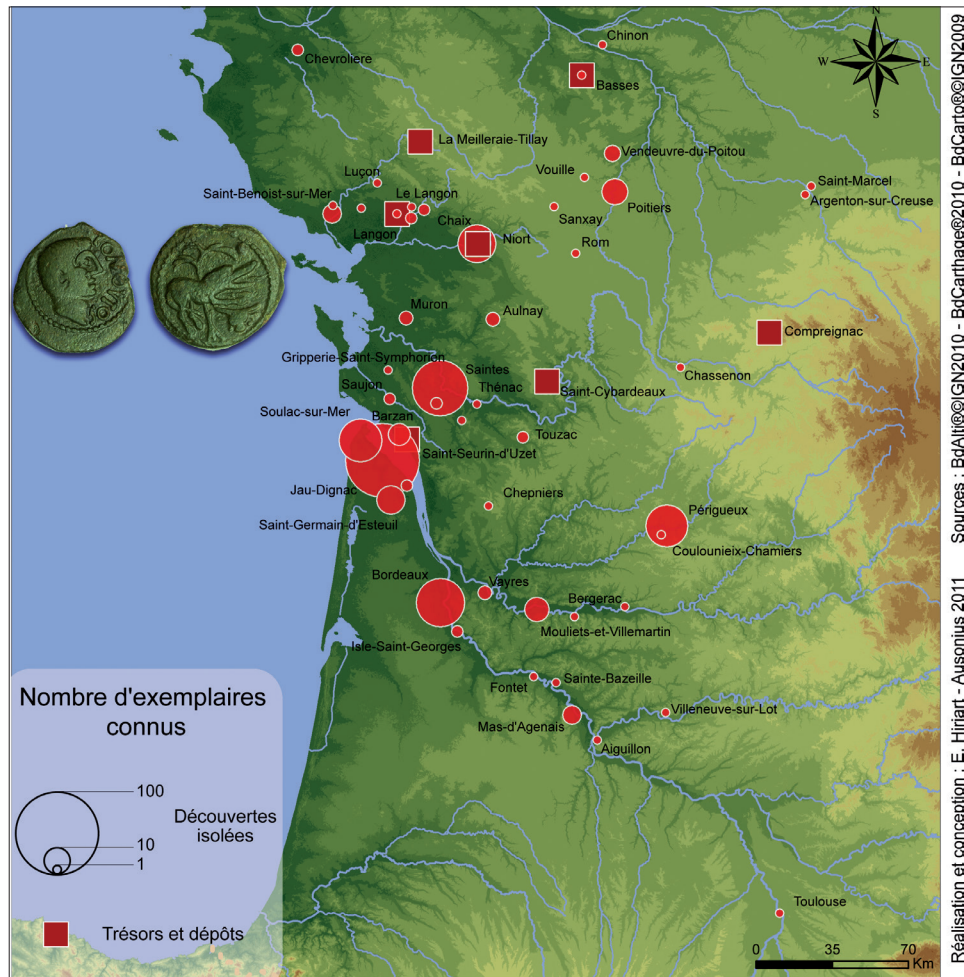 N
W
E
S
Chinon
Chevroliere
Basses
La Meilleraie-Tillay
Vendeuvre-du-Poitou
Luçon
Vouille
Saint-Marcel
Saint-Benoist-sur-Mer
Le Langon
Poitiers
Argenton-sur-Creuse
Chaix
Sanxay
Langon
Niort
Rom
Muron
Aulnay
Compreignac
Gripperie-Saint-Symphorion
Saintes
Chassenon
Saujon
Thénac
Saint-Cybardeaux
Soulac-sur-Mer
Barzan
Touzac
Saint-Seurin-d'Uzet
Jau-Dignac
Chepniers
Périgueux
Saint-Germain-d'Esteuil
Coulounieix-Chamiers
Bordeaux
Vayres
Bergerac
Mouliets-et-Villemartin
Isle-Saint-Georges
Fontet
Sainte-Bazeille
Villeneuve-sur-Lot
Mas-d'Agenais
Aiguillon
Toulouse
Nombre d'exemplaires
connus
100
10
1
Découvertes
isolées
Trésors et dépôts
0 35 70
Km
Réalisation et conception : E. Hiriart - Ausonius 2011 Sources : BdAlti®©IGN2010 - BdCarthage®2010 - BdCarto®©IGN2009